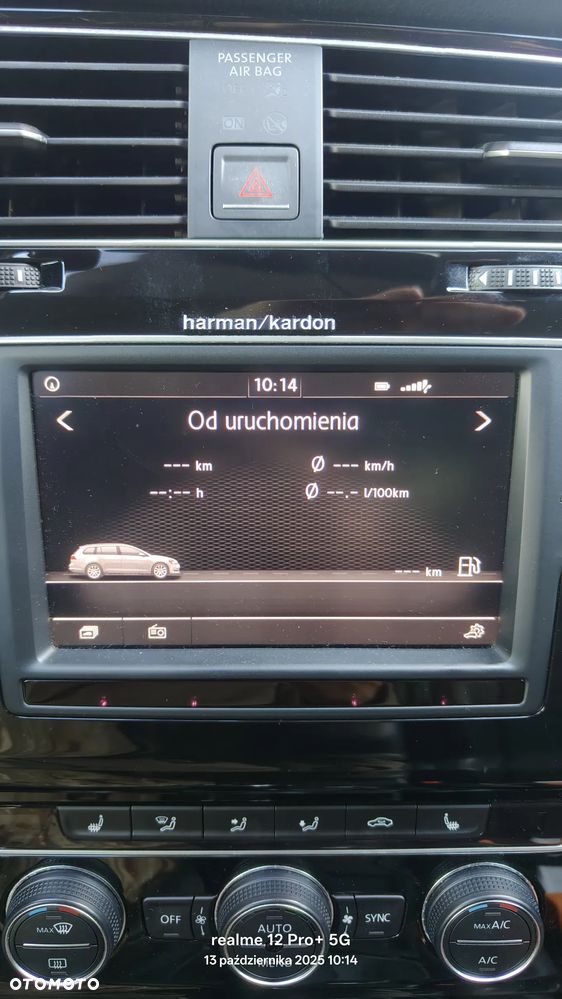 PASSENGER
AIR BAG
ON
harman/kardon
10:14
Od uruchomienia
--- km
Ø --- km/h
--:-- h
Ø --.- l/100km
--- km
OFF
AUTO
SYNC
MAX
MAX A/C
A/C
realme 12 Pro+ 5G
13 października 2025 10:14
OTOMOTO